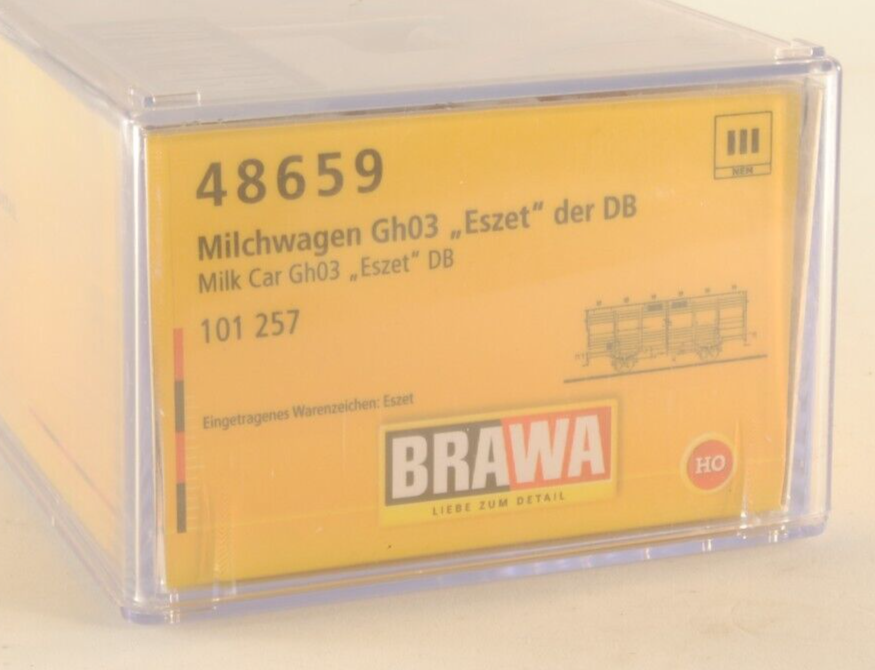 48659
III
NEM
Milchwagen Gh03 „Eszet“ der DB
Milk Car Gh03 „Eszet“ DB
101 257
Eingetragenes Warenzeichen: Eszet
BRAWA
LIEBE ZUM DETAIL
HO